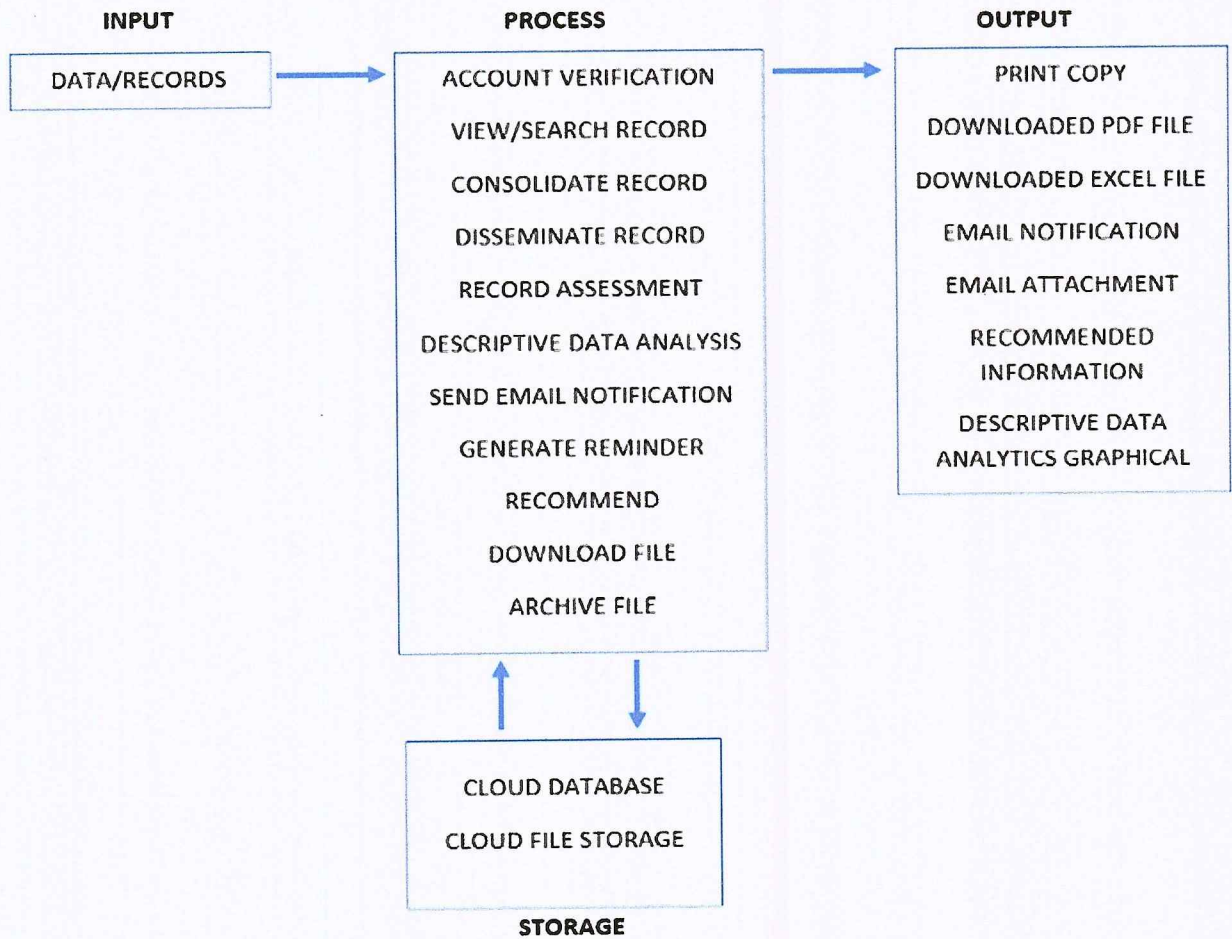 INPUT
DATA/RECORDS
PROCESS
ACCOUNT VERIFICATION
VIEW/SEARCH RECORD
CONSOLIDATE RECORD
DISSEMINATE RECORD
RECORD ASSESSMENT
DESCRIPTIVE DATA ANALYSIS
SEND EMAIL NOTIFICATION
GENERATE REMINDER
RECOMMEND
DOWNLOAD FILE
ARCHIVE FILE
OUTPUT
PRINT COPY
DOWNLOADED PDF FILE
DOWNLOADED EXCEL FILE
EMAIL NOTIFICATION
EMAIL ATTACHMENT
RECOMMENDED
INFORMATION
DESCRIPTIVE DATA
ANALYTICS GRAPHICAL
CLOUD DATABASE
CLOUD FILE STORAGE
STORAGE